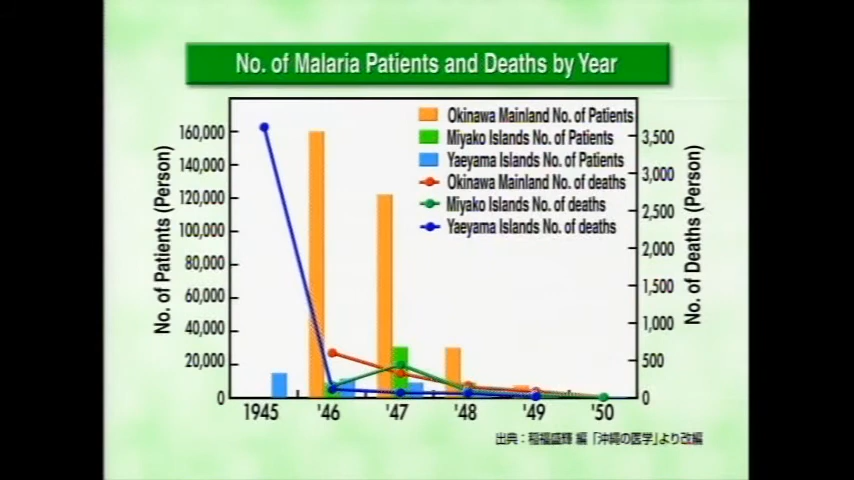 No. of Malaria Patients and Deaths by Year
Okinawa Mainland No. of Patients
Miyako Islands No. of Patients
Yaeyama Islands No. of Patients
Okinawa Mainland No. of deaths
Miyako Islands No. of deaths
Yaeyama Islands No. of deaths
No. of Patients (Person)
160,000
140,000
120,000
100,000
80,000
60,000
40,000
20,000
0
No. of Deaths (Person)
3,500
3,000
2,500
2,000
1,500
1,000
500
0
1945 '46 '47 '48 '49 '50
出典：稲福盛輝 編「沖縄の医学」より改編